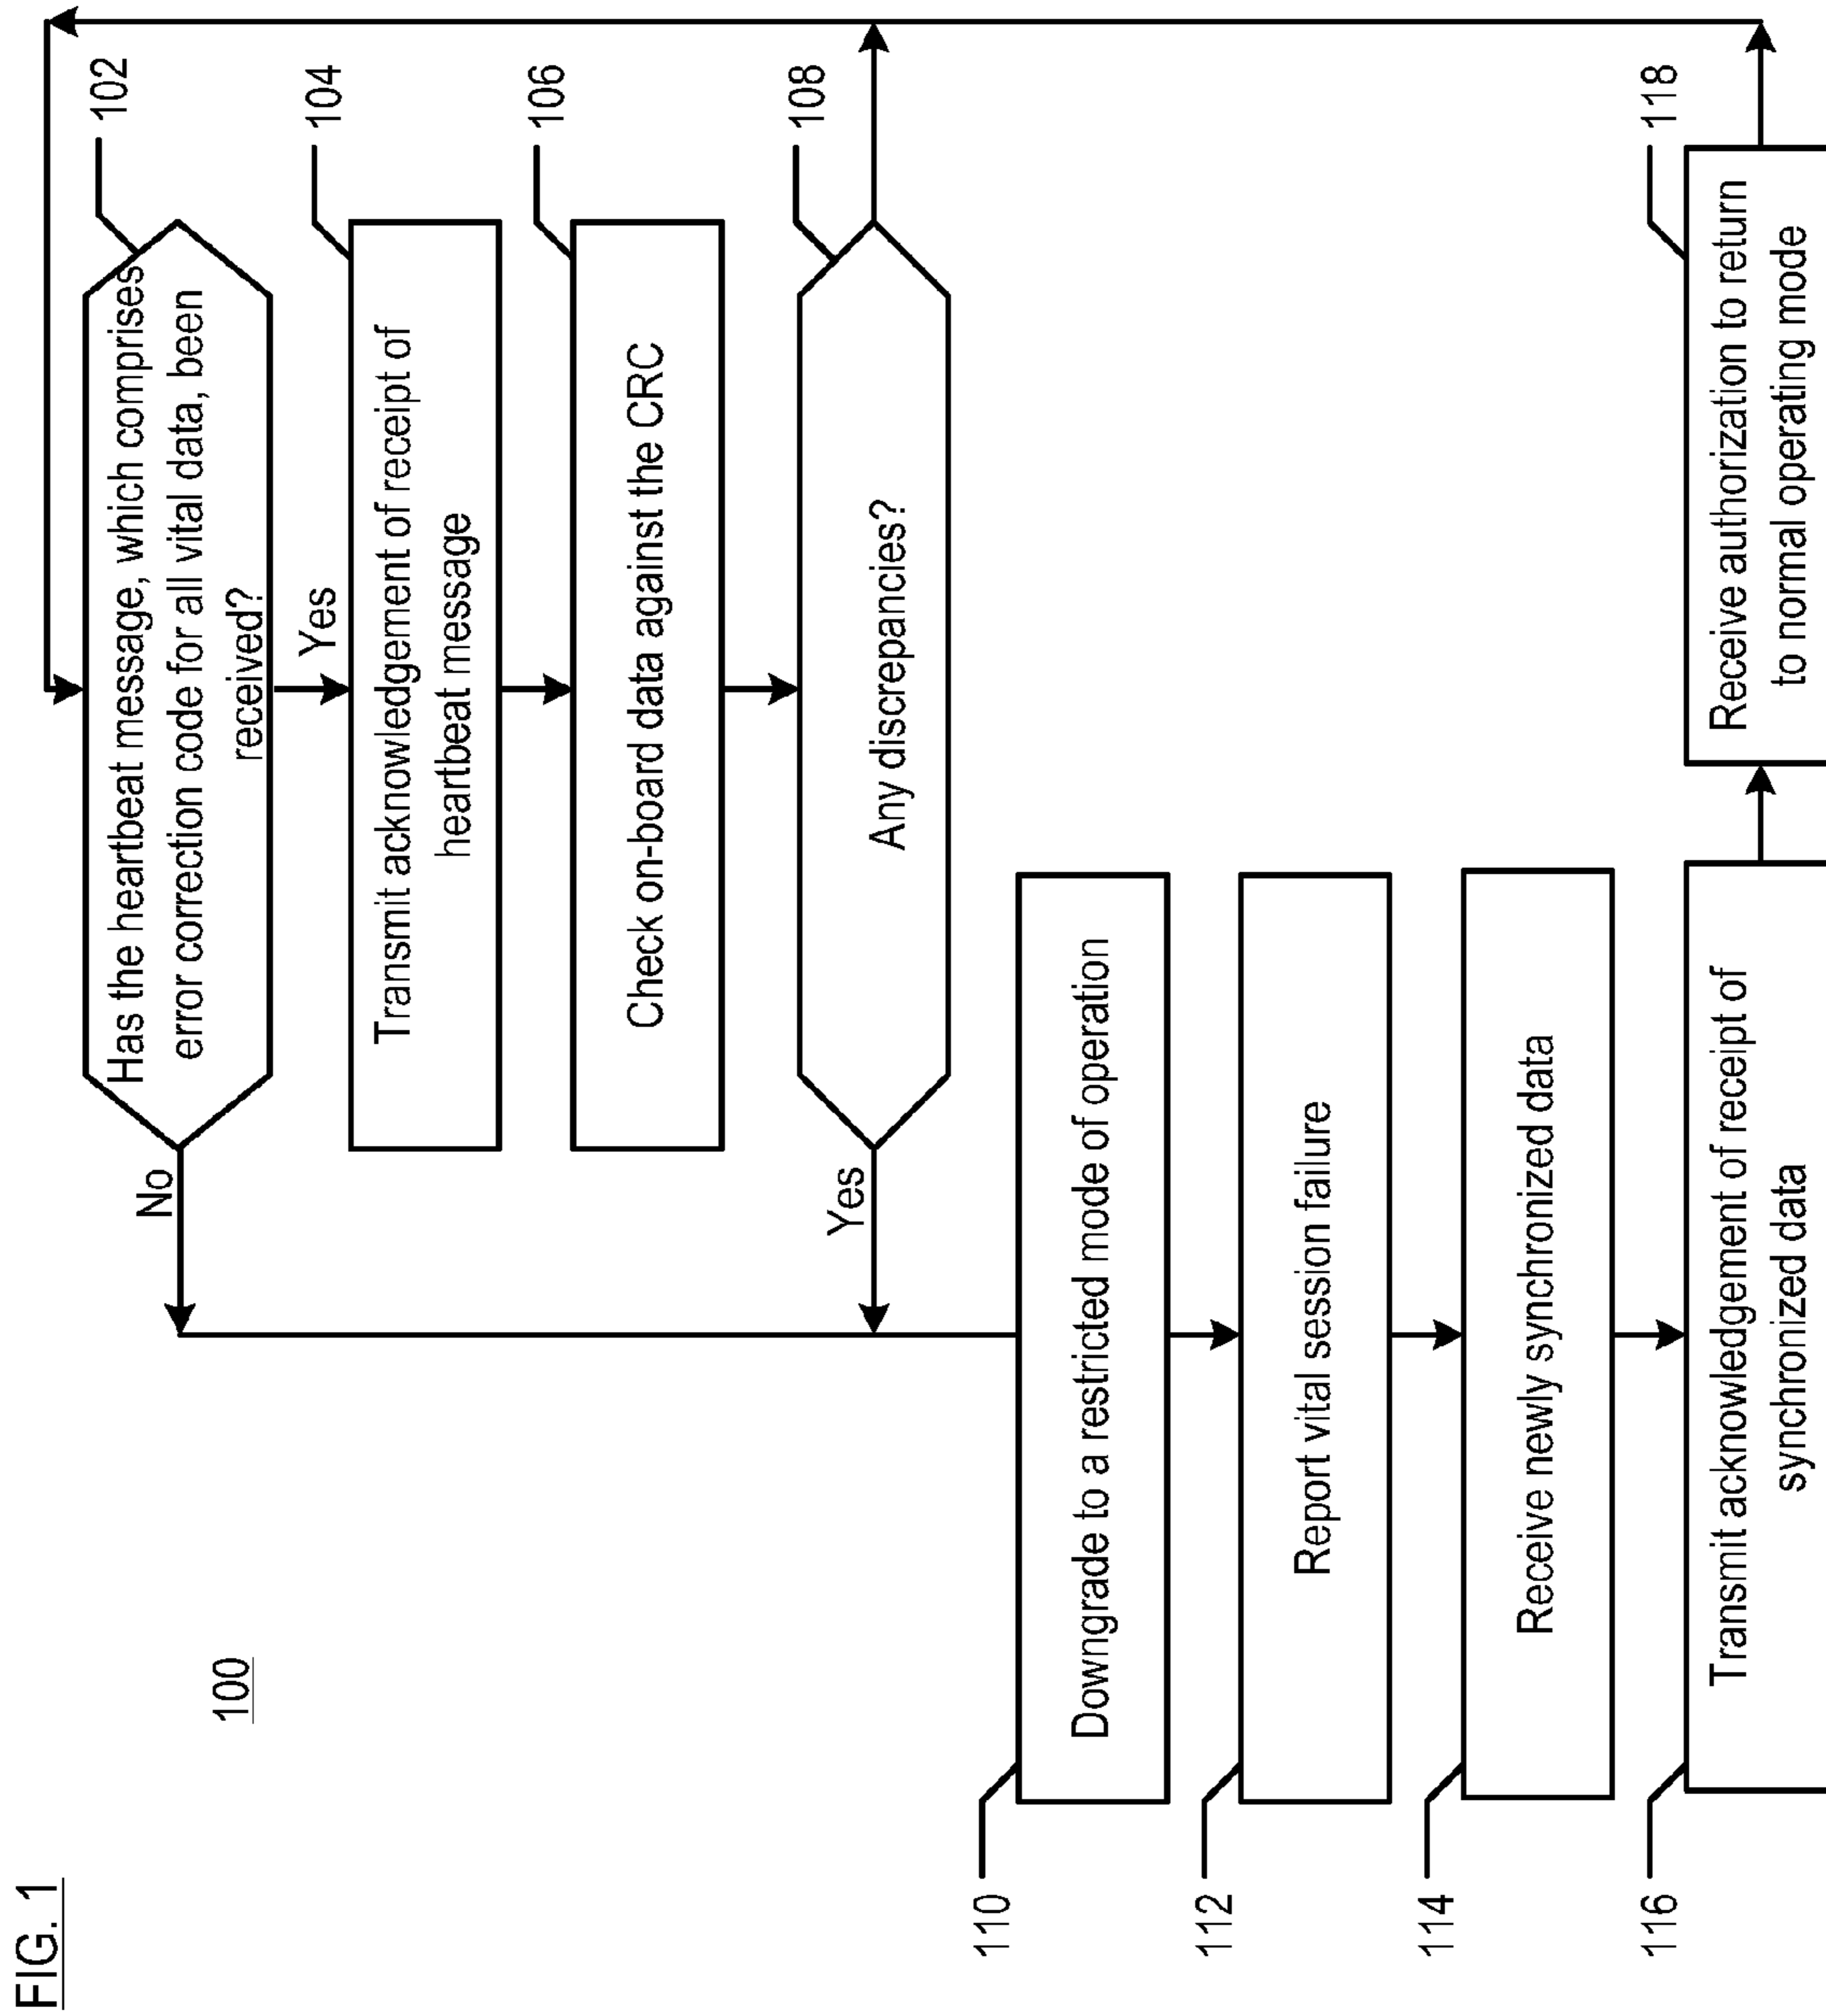 FIG. 1
100
102
Has the heartbeat message, which comprises
error correction code for all vital data, been
received?
No
Yes
104
Transmit acknowledgement of receipt of
heartbeat message
106
Check on-board data against the CRC
108
Any discrepancies?
Yes
110
Downgrade to a restricted mode of operation
112
Report vital session failure
114
Receive newly synchronized data
116
Transmit acknowledgement of receipt of
synchronized data
118
Receive authorization to return
to normal operating mode